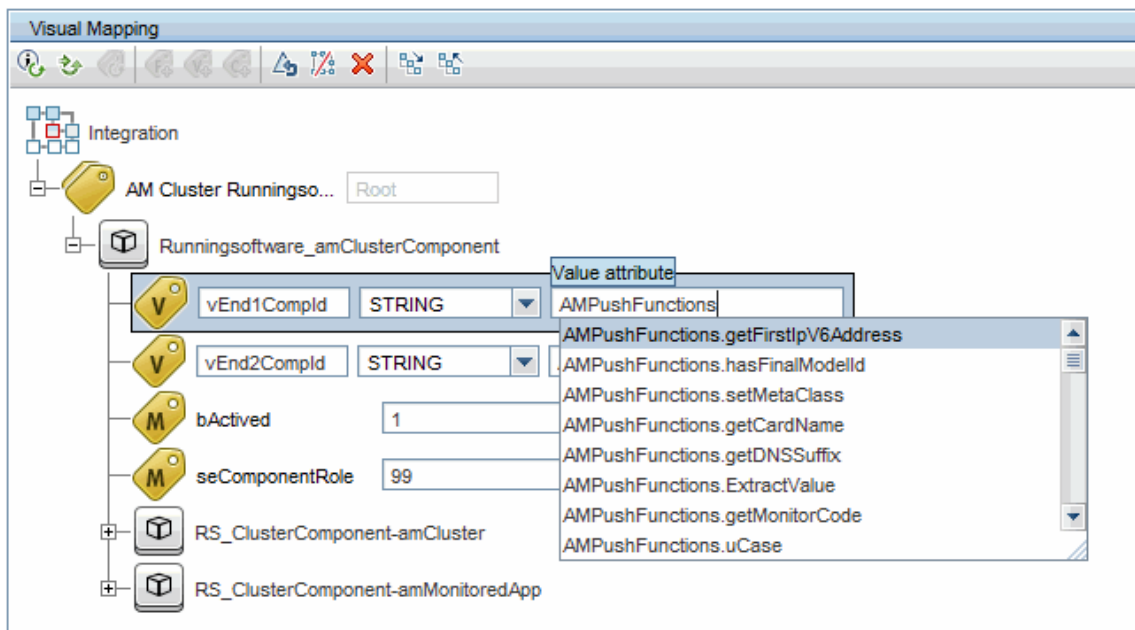 Visual Mapping
Integration
AM Cluster Runningso... Root
Runningsoftware_amClusterComponent
Value attribute
V vEnd1CompId STRING AMPushFunctions
AMPushFunctions.getFirstIpV6Address
V vEnd2CompId STRING
AMPushFunctions.hasFinalModelId
AMPushFunctions.setMetaClass
M bActived 1
AMPushFunctions.getCardName
AMPushFunctions.getDNSSuffix
M seComponentRole 99
AMPushFunctions.ExtractValue
AMPushFunctions.getMonitorCode
RS_ClusterComponent-amCluster
AMPushFunctions.uCase
RS_ClusterComponent-amMonitoredApp